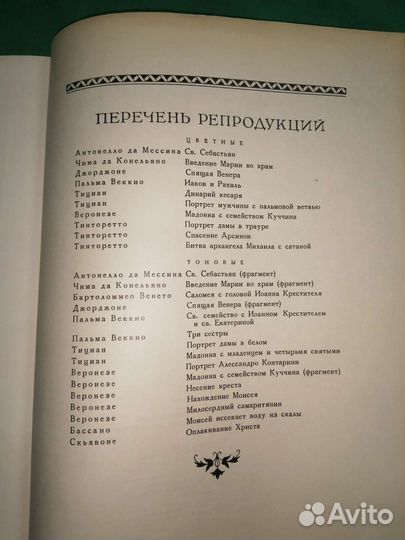 ПЕРЕЧЕНЬ РЕПРОДУКЦИЙ
ЦВЕТНЫЕ
Антонелло да Мессина Св. Себастьян
Чима да Конельяно Введение Марии во храм
Джорджоне Спящая Венера
Пальма Веккио Иаков и Рахиль
Тициан Динарий кесаря
Тициан Портрет мужчины с пальмовой ветвью
Веронезе Мадонна с семейством Куччина
Тинторетто Портрет дамы в трауре
Тинторетто Спасение Арсинои
Тинторетто Битва архангела Михаила с сатаной
ТОНОВЫЕ
Антонелло да Мессина Св. Себастьян (фрагмент)
Чима да Конельяно Введение Марии во храм (фрагмент)
Бартоломмео Венето Саломея с головой Иоанна Крестителя
Джорджоне Спящая Венера (фрагмент)
Пальма Веккио Св. семейство с Иоанном Крестителем
и св. Екатериной
Пальма Веккио Три сестры
Тициан Портрет дамы в белом
Тициан Мадонна с младенцем и четырьмя святыми
Веронезе Портрет Алессандро Контарини
Веронезе Мадонна с семейством Куччина (фрагмент)
Веронезе Несение креста
Веронезе Нахождение Моисея
Веронезе Милосердный самаритянин
Бассано Моисей иссекает воду из скалы
Скьявоне Оплакивание Христа
Avito